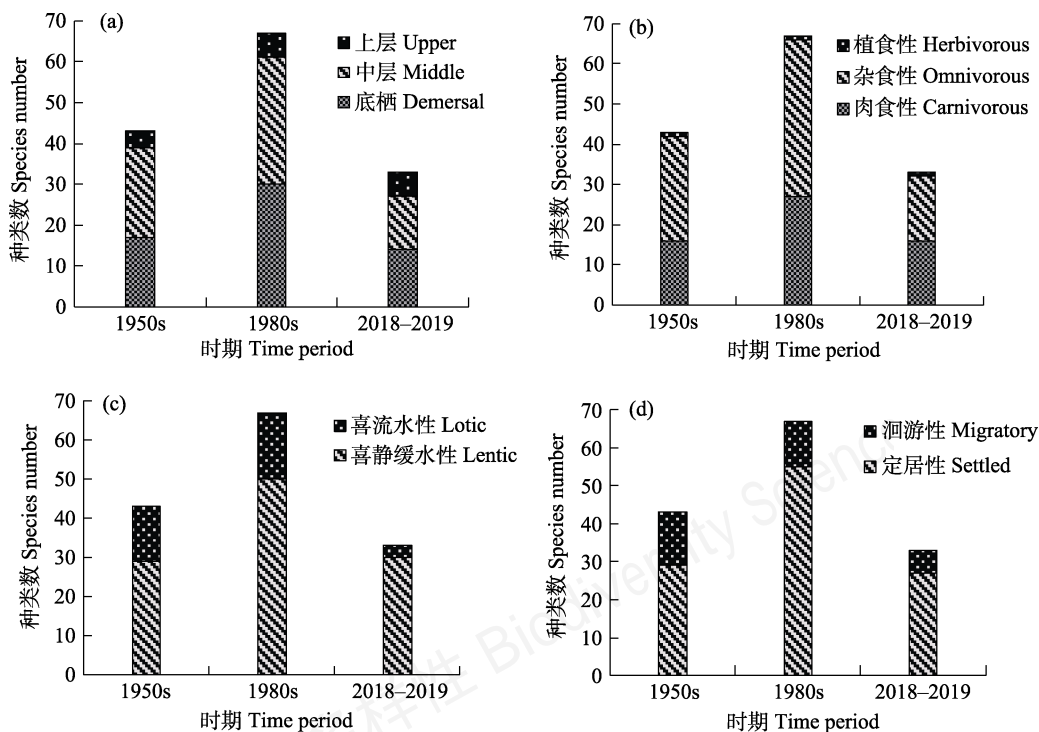 (a)
上层 Upper
中层 Middle
底栖 Demersal
种类数 Species number
70
60
50
40
30
20
10
0
1950s 1980s 2018–2019
时期 Time period
(b)
植食性 Herbivorous
杂食性 Omnivorous
肉食性 Carnivorous
种类数 Species number
70
60
50
40
30
20
10
0
1950s 1980s 2018–2019
时期 Time period
(c)
喜流水性 Lotic
喜静缓水性 Lentic
种类数 Species number
70
60
50
40
30
20
10
0
1950s 1980s 2018–2019
时期 Time period
(d)
洄游性 Migratory
定居性 Settled
种类数 Species number
70
60
50
40
30
20
10
0
1950s 1980s 2018–2019
时期 Time period
样性 Biodiversity Science